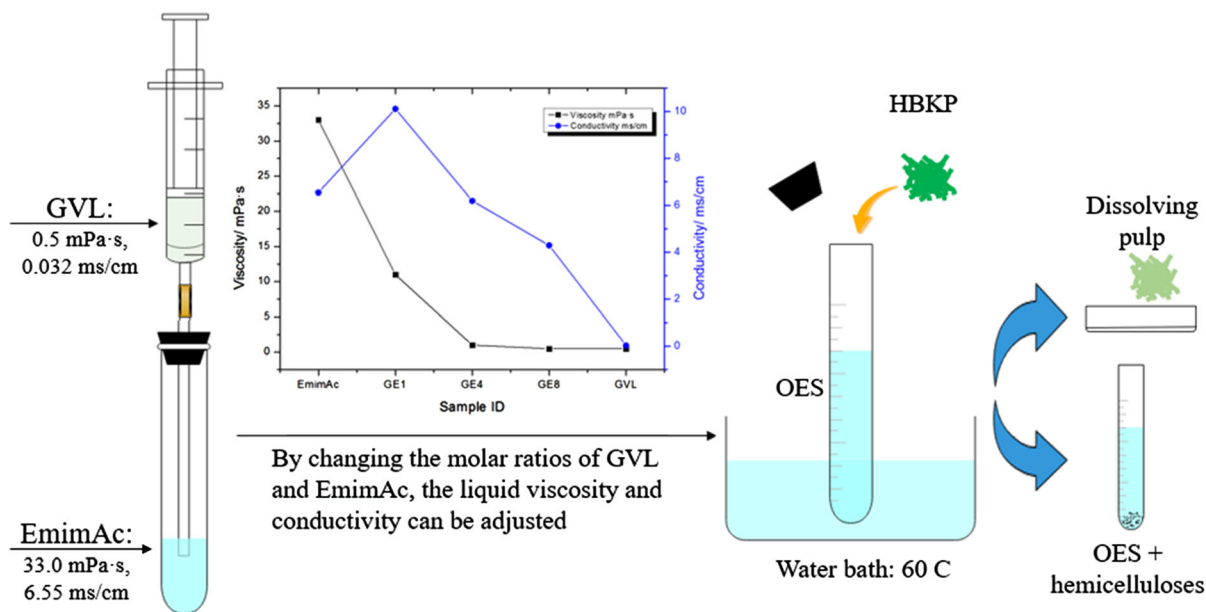 GVL:
0.5 mPa·s,
0.032 ms/cm
EmimAc:
33.0 mPa·s,
6.55 ms/cm
Viscosity/ mPa·s
35
30
25
20
15
10
5
0
Viscosity mPa·s
Conductivity ms/cm
10
8
6
4
2
0
Conductivity/ ms/cm
EmimAc GE1 GE4 GE8 GVL
Sample ID
By changing the molar ratios of GVL
and EmimAc, the liquid viscosity and
conductivity can be adjusted
HBKP
OES
Water bath: 60 C
Dissolving
pulp
OES +
hemicelluloses